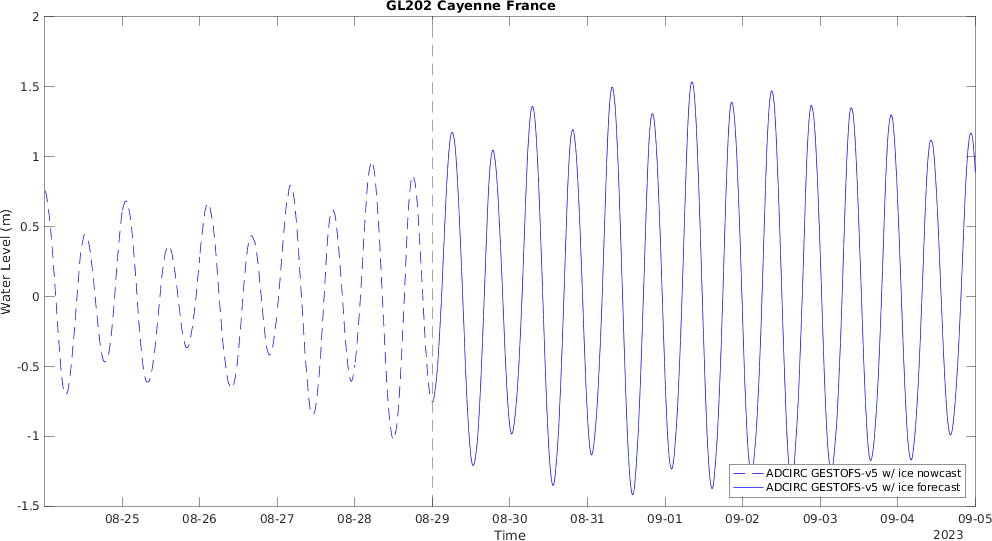 GL202 Cayenne France
2
1.5
1
0.5
0
-0.5
-1
-1.5
Water Level (m)
ADCIRC GESTOFS-v5 w/ ice nowcast
ADCIRC GESTOFS-v5 w/ ice forecast
08-25 08-26 08-27 08-28 08-29 08-30 08-31 09-01 09-02 09-03 09-04 09-05
Time
2023